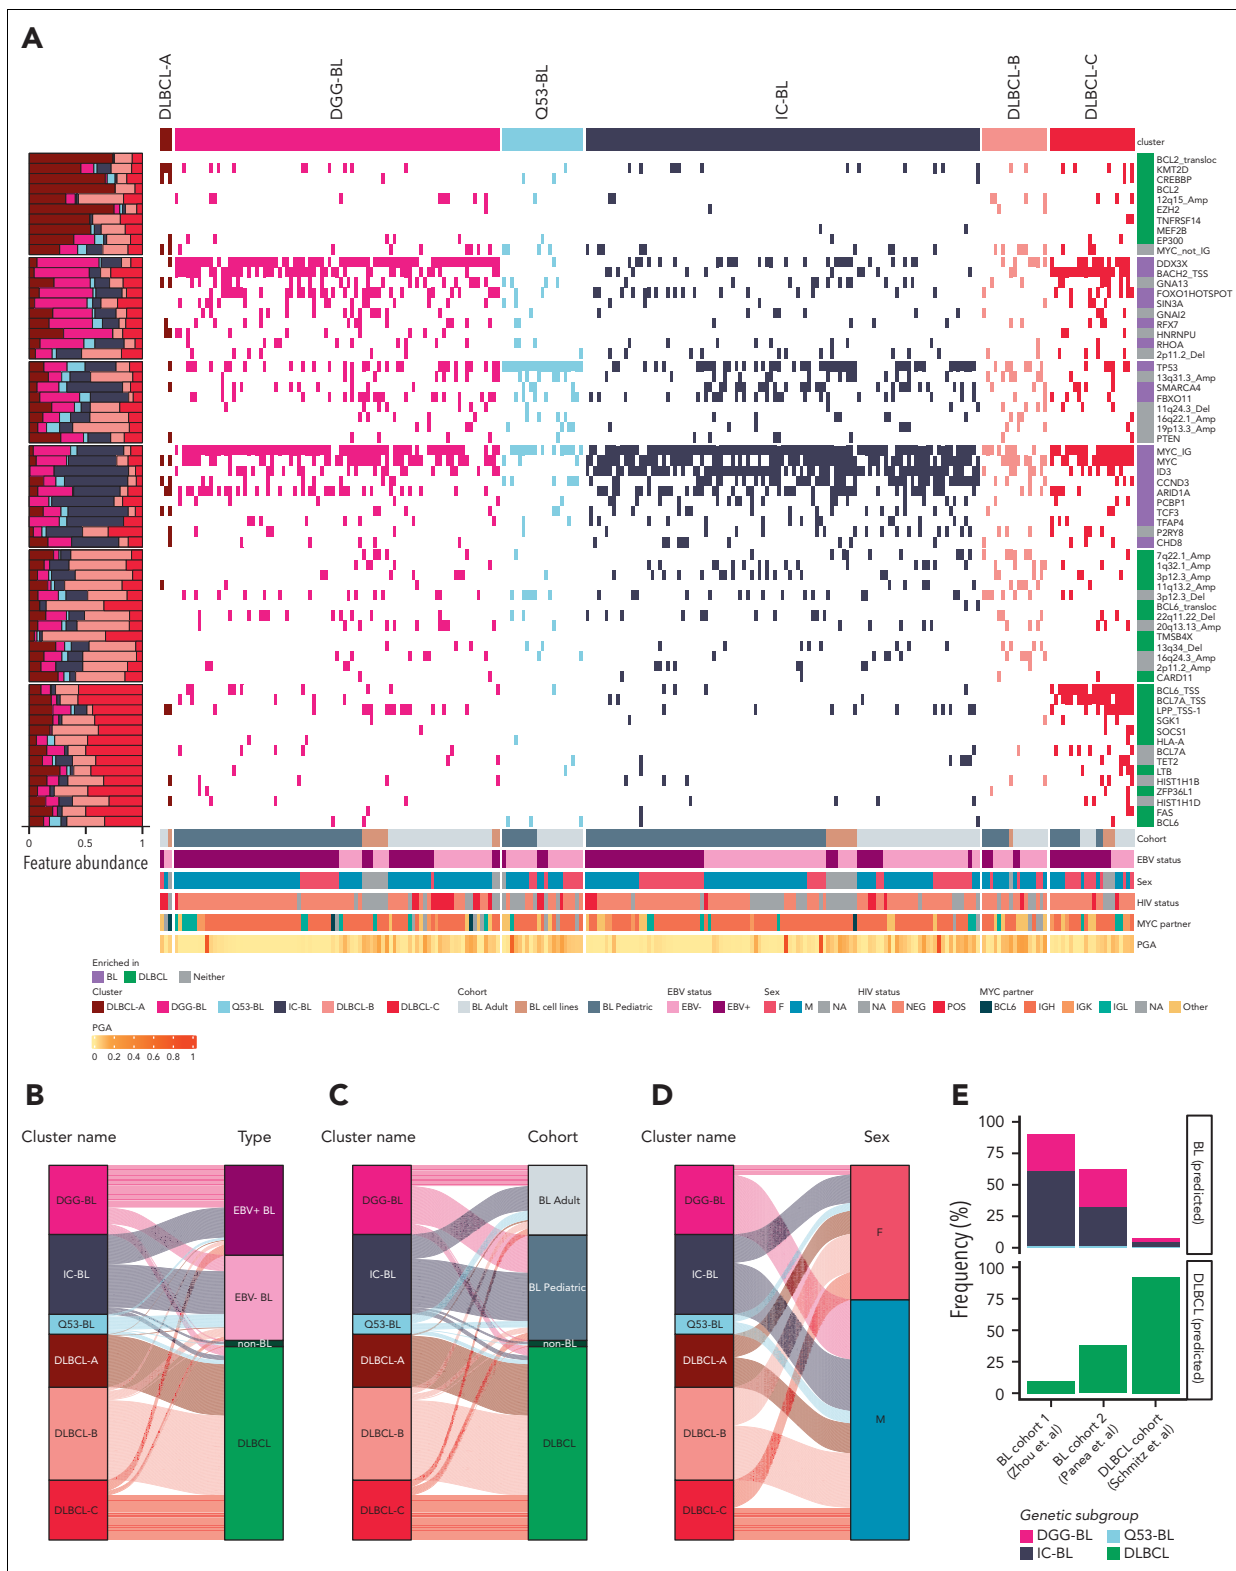 A
DLBCL-A
DGG-BL
Q53-BL
IC-BL
DLBCL-B
DLBCL-C
cluster
BCL2_transloc
KMT2D
CREBBP
BCL2
12q15_Amp
EZH2
TNFRSF14
MEF2B
EP300
MYC_not_IG
DDX3X
BACH2_TSS
GNA13
FOXO1HOTSPOT
SIN3A
GNAI2
RFX7
HNRNPU
RHOA
2p11.2_Del
TP53
13q31.3_Amp
SMARCA4
FBXO11
11q24.3_Del
16q22.1_Amp
19p13.3_Amp
PTEN
MYC_IG
MYC
ID3
CCND3
ARID1A
PCBP1
TCF3
TFAP4
P2RY8
CHD8
7q22.1_Amp
1q32.1_Amp
3p12.3_Amp
11q13.2_Amp
3p12.3_Del
BCL6_transloc
22q11.22_Del
20q13.13_Amp
TMSB4X
13q34_Del
16q24.3_Amp
2p11.2_Amp
CARD11
BCL6_TSS
BCL7A_TSS
LPP_TSS-1
SGK1
SOCS1
HLA-A
BCL7A
TET2
LTB
HIST1H1B
ZFP36L1
HIST1H1D
FAS
BCL6
0 0.5 1
Feature abundance
Cohort
EBV status
Sex
HIV status
MYC partner
PGA
Enriched in
BL DLBCL Neither
Cluster
DLBCL-A DGG-BL Q53-BL IC-BL DLBCL-B DLBCL-C
Cohort
BL Adult BL cell lines BL Pediatric
EBV status
EBV- EBV+
Sex
F M NA
HIV status
NA NEG POS
MYC partner
BCL6 IGH IGK IGL NA Other
PGA
0 0.2 0.4 0.6 0.8 1
B
Cluster name Type
DGG-BL
IC-BL
Q53-BL
DLBCL-A
DLBCL-B
DLBCL-C
EBV+ BL
EBV- BL
non-BL
DLBCL
C
Cluster name Cohort
DGG-BL
IC-BL
Q53-BL
DLBCL-A
DLBCL-B
DLBCL-C
BL Adult
BL Pediatric
non-BL
DLBCL
D
Cluster name Sex
DGG-BL
IC-BL
Q53-BL
DLBCL-A
DLBCL-B
DLBCL-C
F
M
E
Frequency (%)
100
75
50
25
0
100
75
50
25
0
BL (predicted)
DLBCL (predicted)
BL cohort 1
(Zhou et. al)
BL cohort 2
(Panea et. al)
DLBCL cohort
(Schmitz et. al)
Genetic subgroup
DGG-BL Q53-BL
IC-BL DLBCL